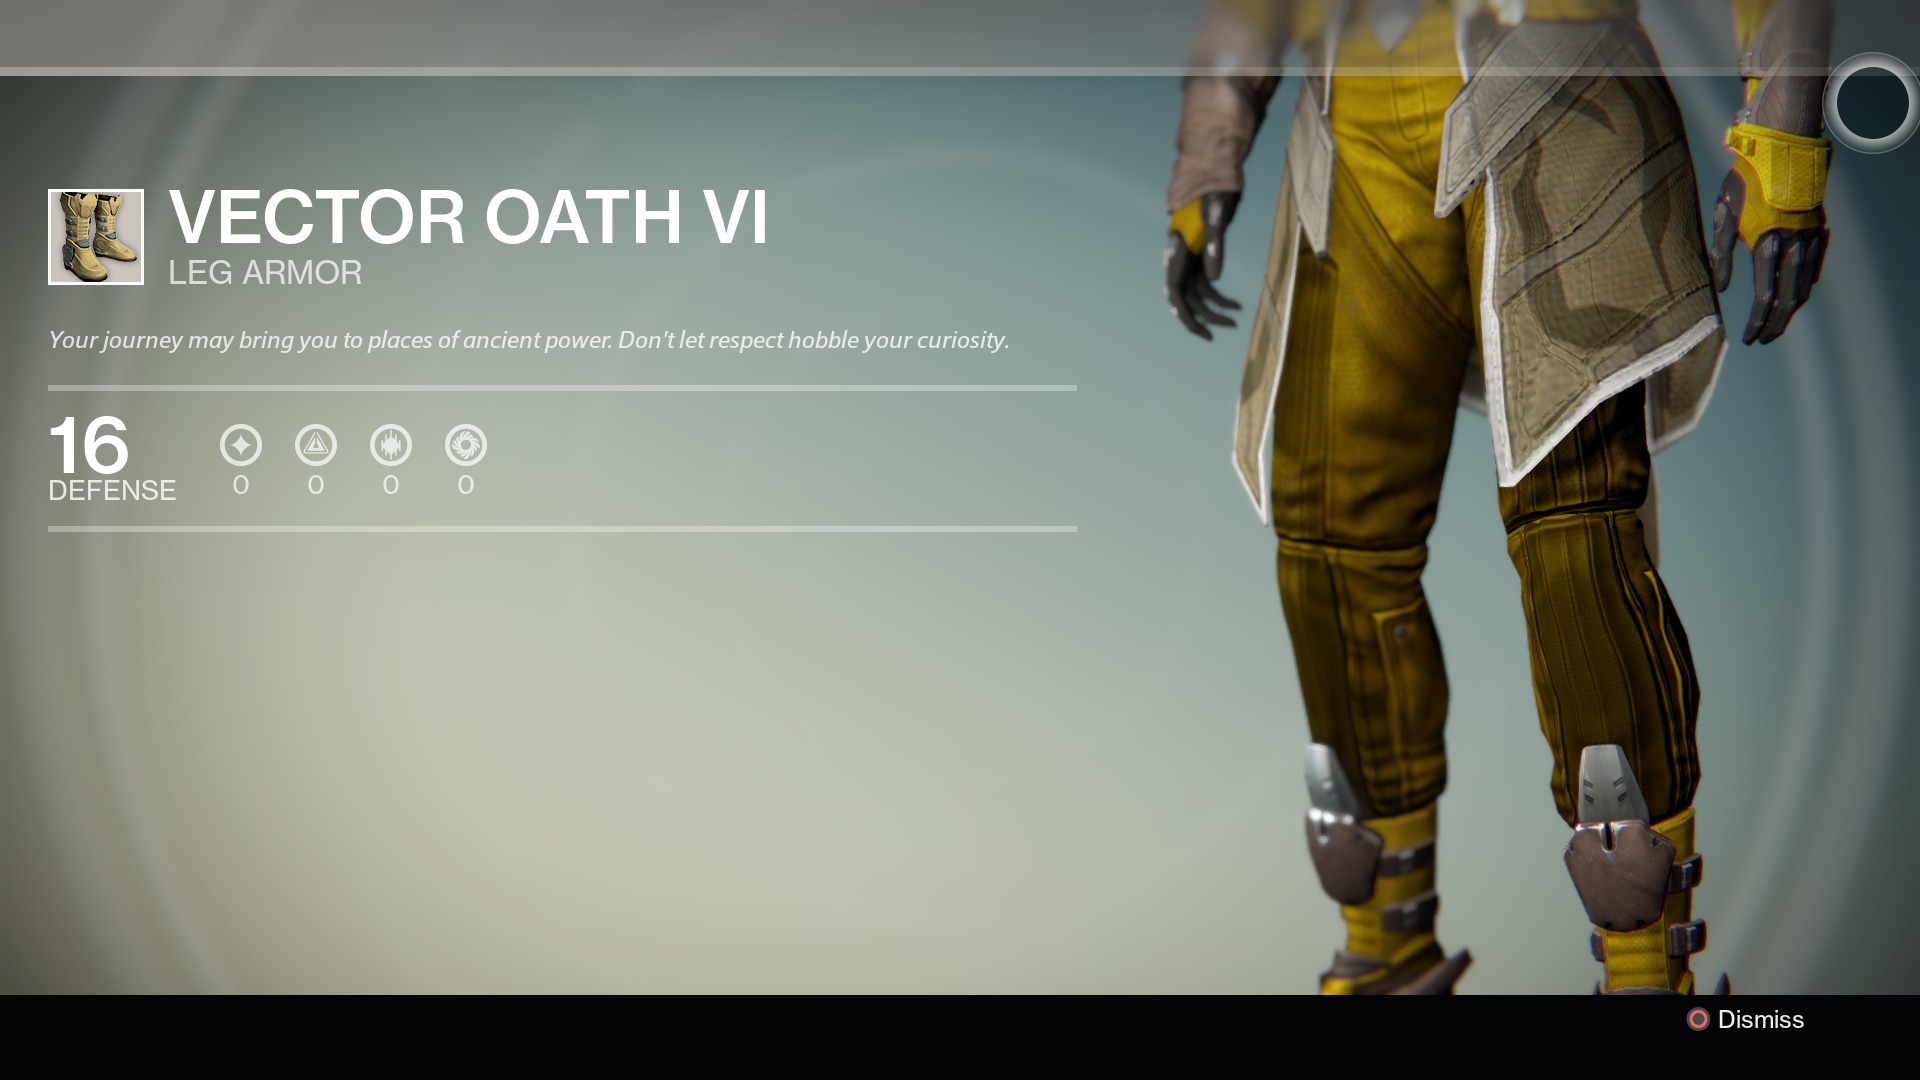 VECTOR OATH VI
LEG ARMOR
Your journey may bring you to places of ancient power. Don't let respect hobble your curiosity.
16
DEFENSE
0 0 0 0
Dismiss